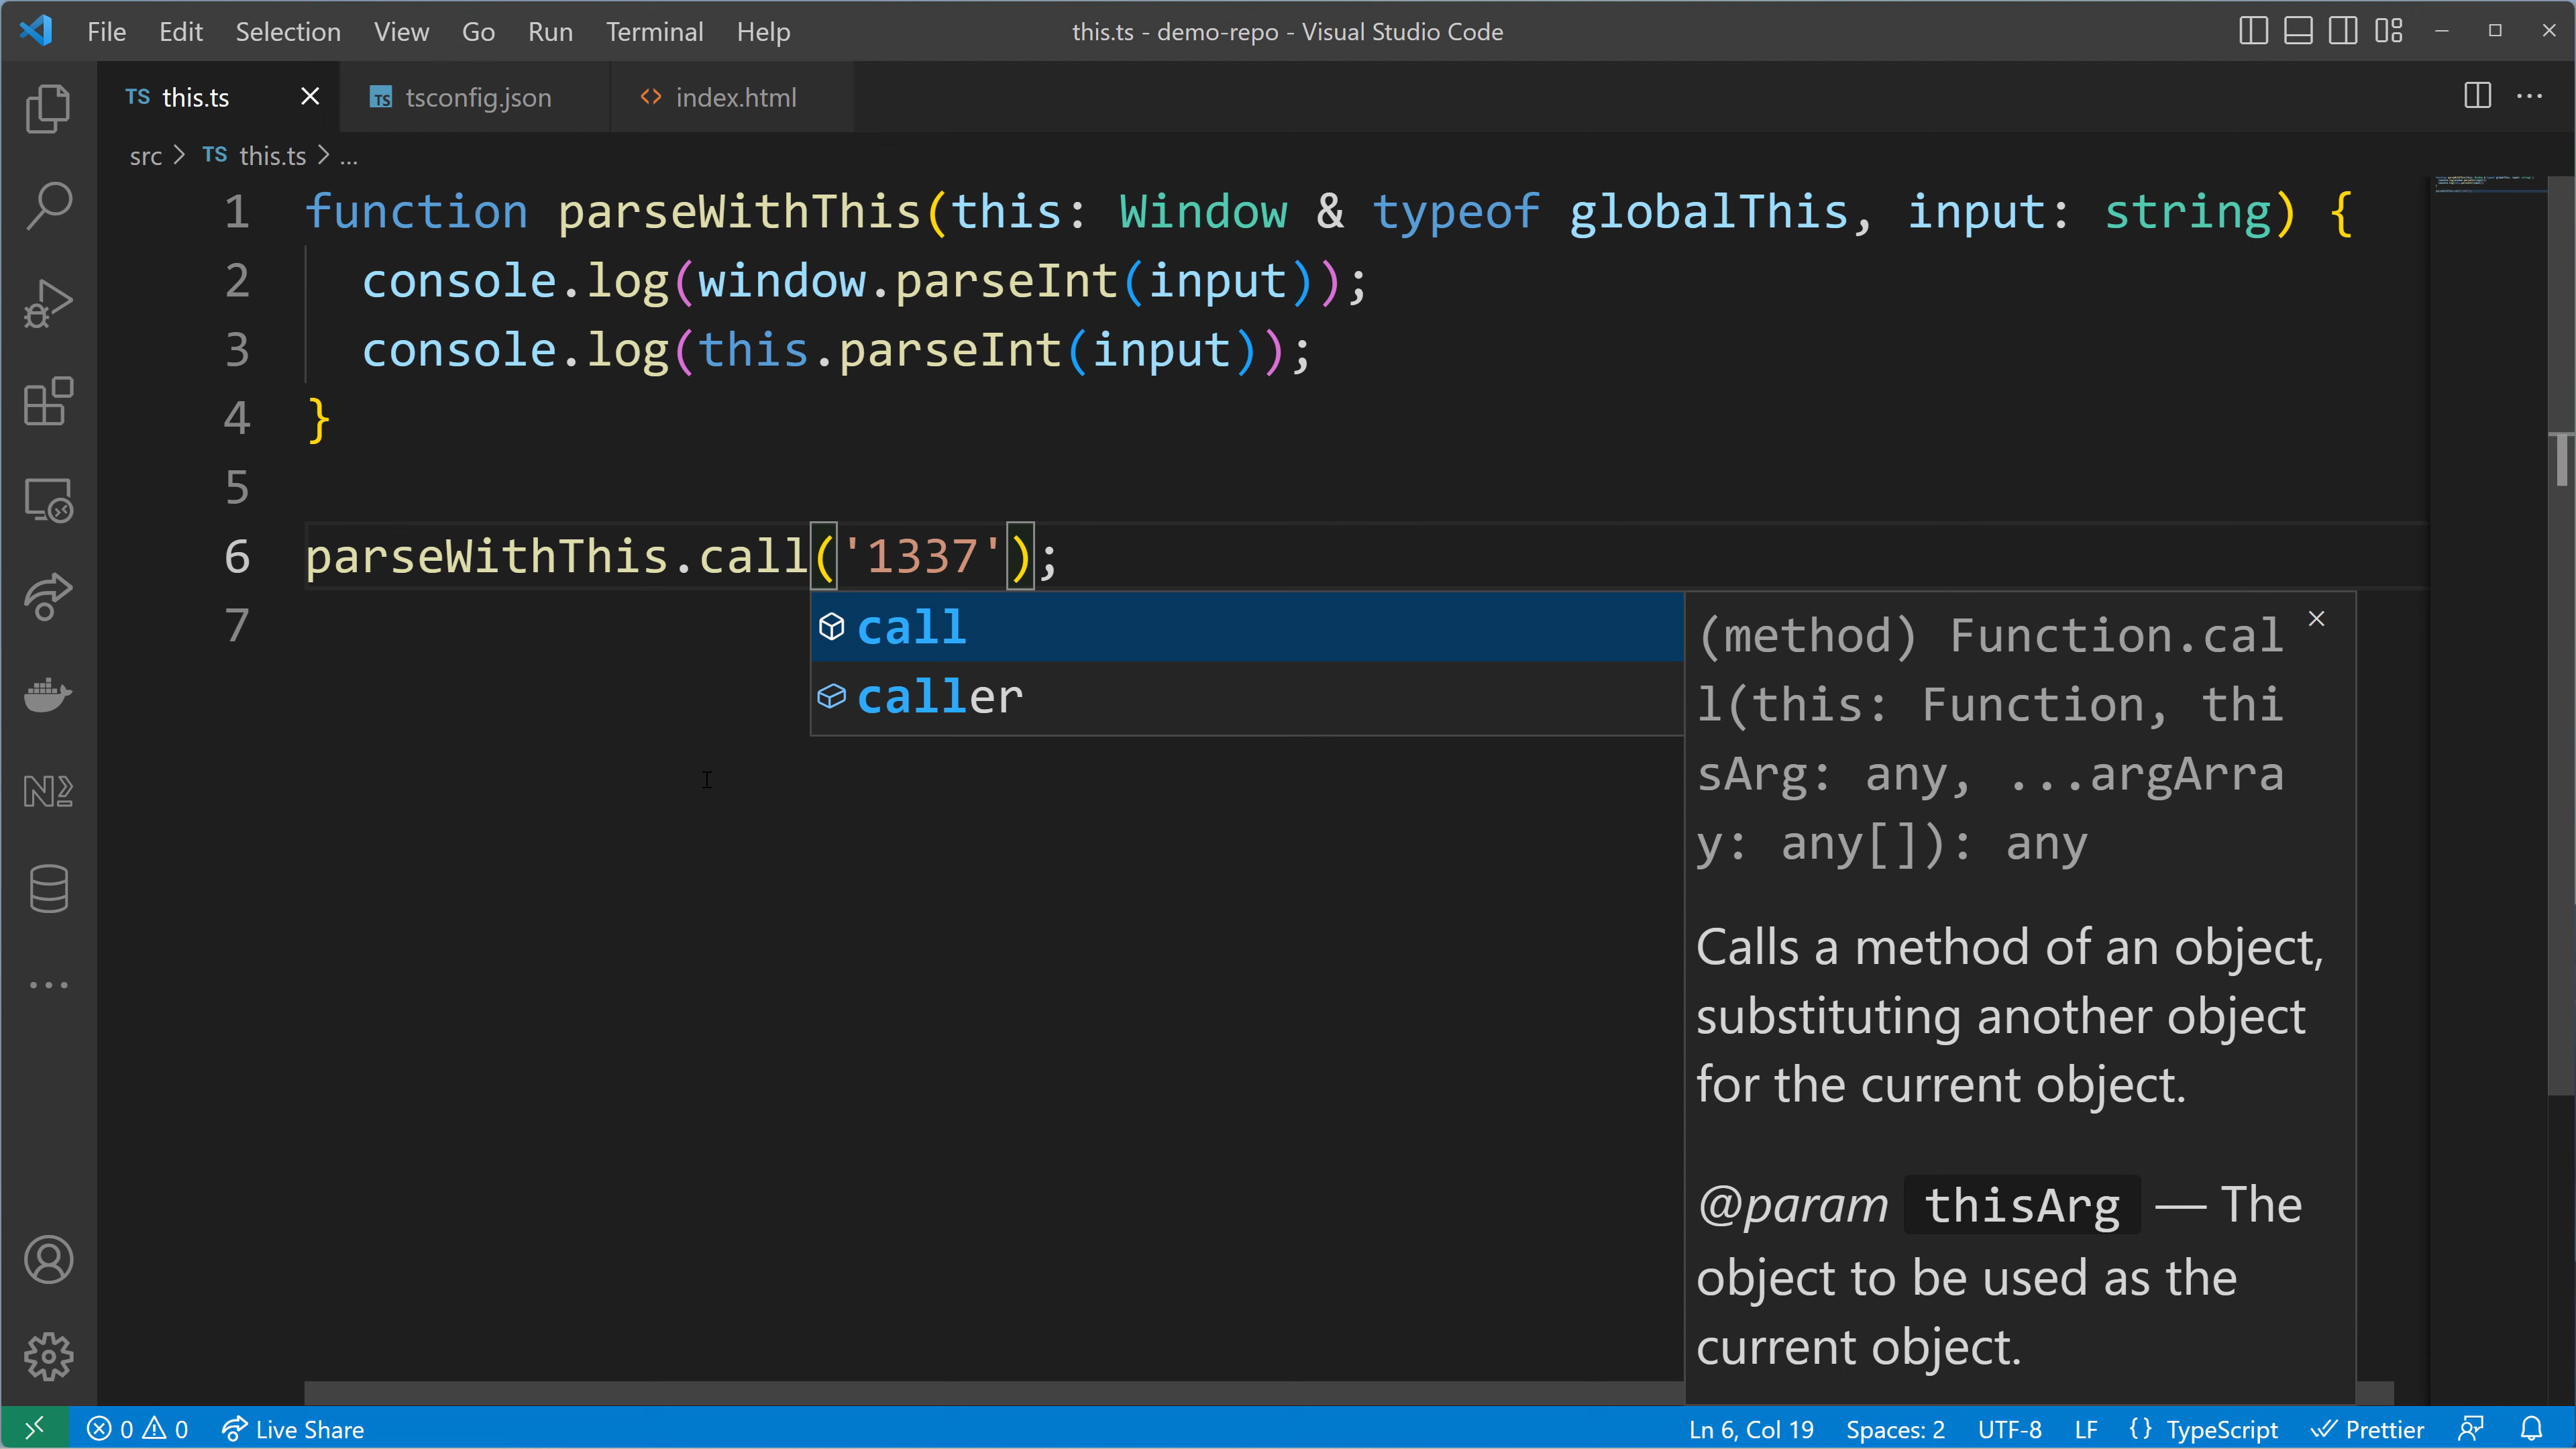 File Edit Selection View Go Run Terminal Help
this.ts - demo-repo - Visual Studio Code
TS this.ts
TS tsconfig.json
<> index.html
src > TS this.ts > ...
1 function parseWithThis(this: Window & typeof globalThis, input: string) {
2 console.log(window.parseInt(input));
3 console.log(this.parseInt(input));
4 }
5
6 parseWithThis.call('1337');
7
call
caller
(method) Function.cal
l(this: Function, thi
sArg: any, ...argArra
y: any[]): any
Calls a method of an object,
substituting another object
for the current object.
@param thisArg — The
object to be used as the
current object.
0 0 Live Share
Ln 6, Col 19 Spaces: 2 UTF-8 LF {} TypeScript Prettier